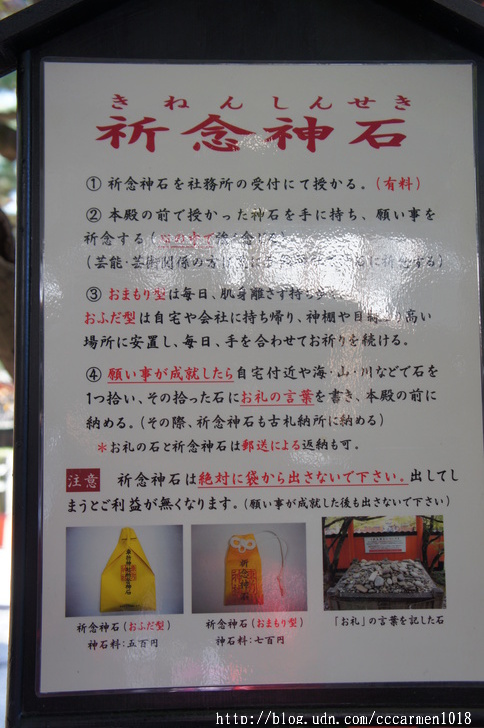 きねんしんせき
祈念神石
① 祈念神石を社務所の受付にて授かる。（有料）
② 本殿の前で授かった神石を手に持ち、願い事を
祈念する（
（芸能・芸術関係の方は 祈念する）
③ おまもり型は毎日、肌身離さず持ち
おふだ型は自宅や会社に持ち帰り、神棚や目線より高い
場所に安置し、毎日、手を合わせてお祈りを続ける。
④ 願い事が成就したら自宅付近や海・山・川などで石を
1つ拾い、その拾った石にお礼の言葉を書き、本殿の前に
納める。（その際、祈念神石も古札納所に納める）
＊お礼の石と祈念神石は郵送による返納も可。
注意 祈念神石は絶対に袋から出さないで下さい。出してし
まうとご利益が無くなります。（願い事が成就した後も出さないで下さい）
祈念神石
祈念神石
祈念神石（おふだ型）
神石料：五百円
祈念神石（おまもり型）
神石料：七百円
「お礼」の言葉を記した石
http://blog.udn.com/cccarmen1018